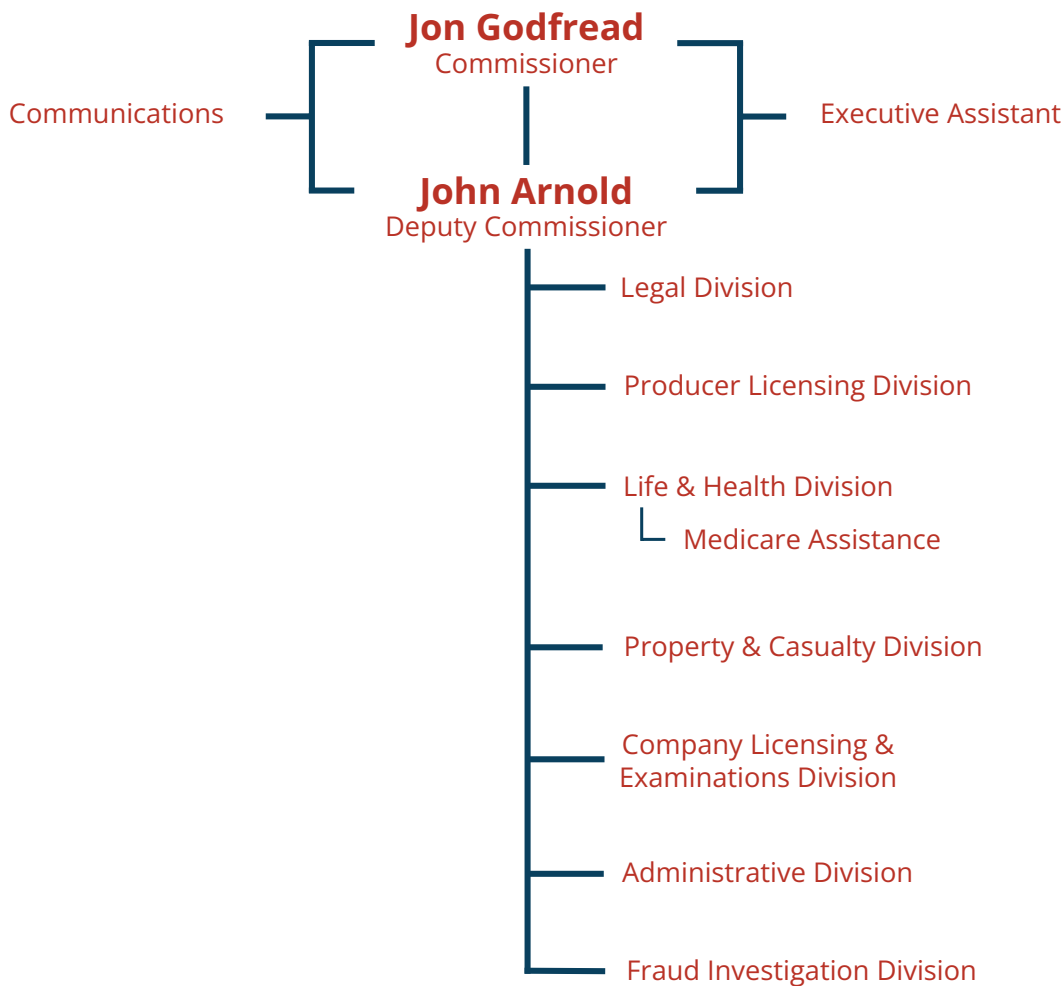 Jon Godfread
Commissioner
Communications
Executive Assistant
John Arnold
Deputy Commissioner
Legal Division
Producer Licensing Division
Life & Health Division
Medicare Assistance
Property & Casualty Division
Company Licensing &
Examinations Division
Administrative Division
Fraud Investigation Division